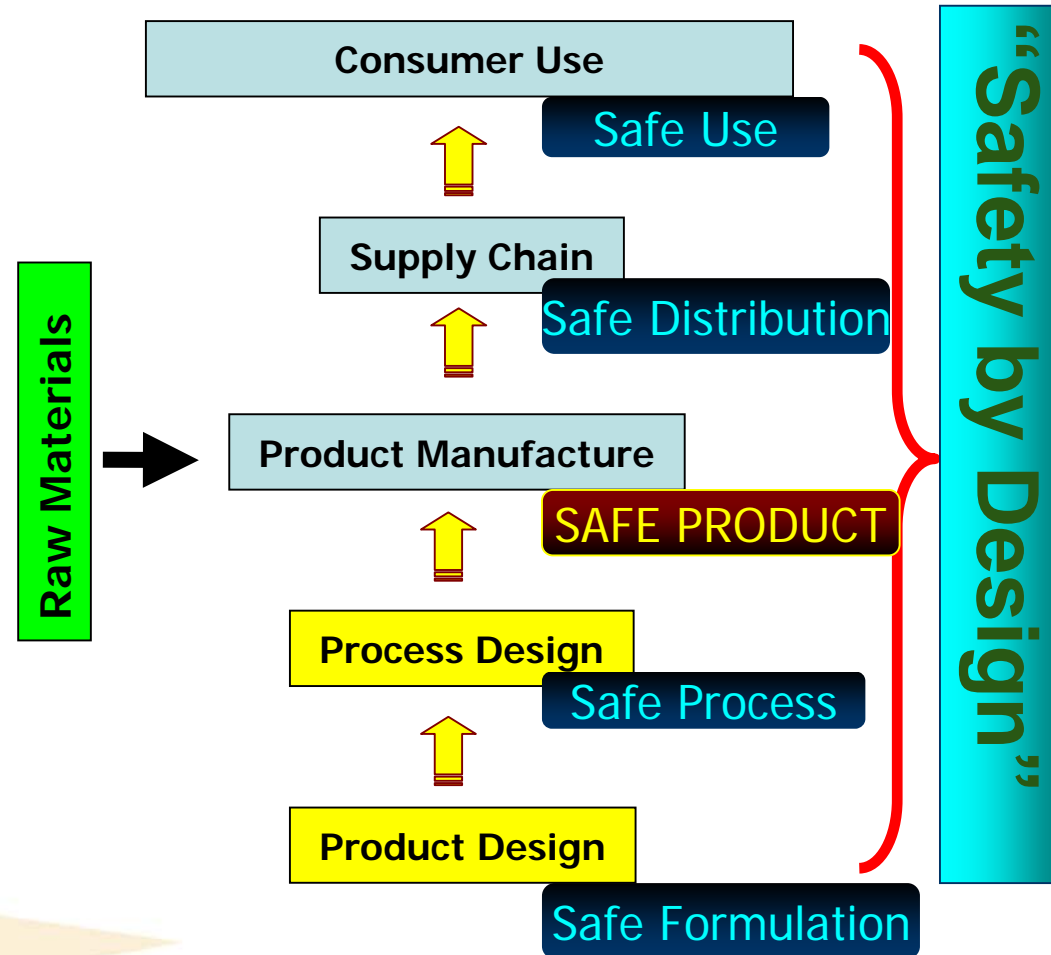 Consumer Use
Safe Use
Supply Chain
Safe Distribution
Raw Materials
Product Manufacture
SAFE PRODUCT
Process Design
Safe Process
Product Design
Safe Formulation
“Safety by Design”